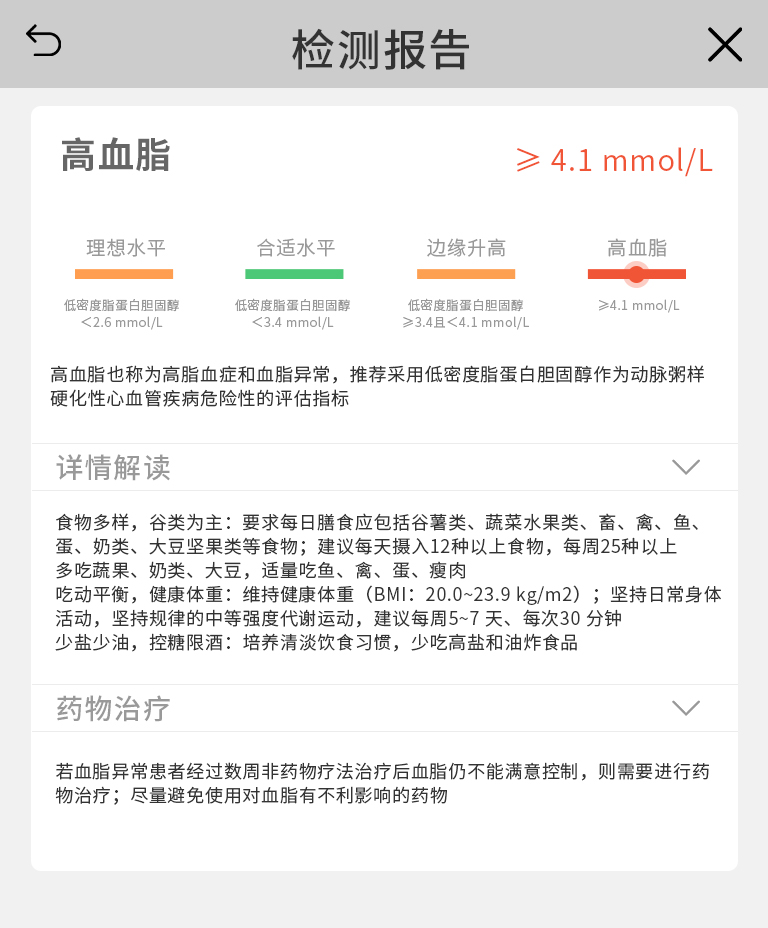 检测报告
高血脂
≥ 4.1 mmol/L
理想水平 合适水平 边缘升高 高血脂
低密度脂蛋白胆固醇 低密度脂蛋白胆固醇 低密度脂蛋白胆固醇 ≥4.1 mmol/L
＜2.6 mmol/L ＜3.4 mmol/L ≥3.4且＜4.1 mmol/L
高血脂也称为高脂血症和血脂异常，推荐采用低密度脂蛋白胆固醇作为动脉粥样
硬化性心血管疾病危险性的评估指标
详情解读
食物多样，谷类为主：要求每日膳食应包括谷薯类、蔬菜水果类、畜、禽、鱼、
蛋、奶类、大豆坚果类等食物；建议每天摄入12种以上食物，每周25种以上
多吃蔬果、奶类、大豆，适量吃鱼、禽、蛋、瘦肉
吃动平衡，健康体重：维持健康体重（BMI：20.0~23.9 kg/m2）；坚持日常身体
活动，坚持规律的中等强度代谢运动，建议每周5~7 天、每次30 分钟
少盐少油，控糖限酒：培养清淡饮食习惯，少吃高盐和油炸食品
药物治疗
若血脂异常患者经过数周非药物疗法治疗后血脂仍不能满意控制，则需要进行药
物治疗；尽量避免使用对血脂有不利影响的药物